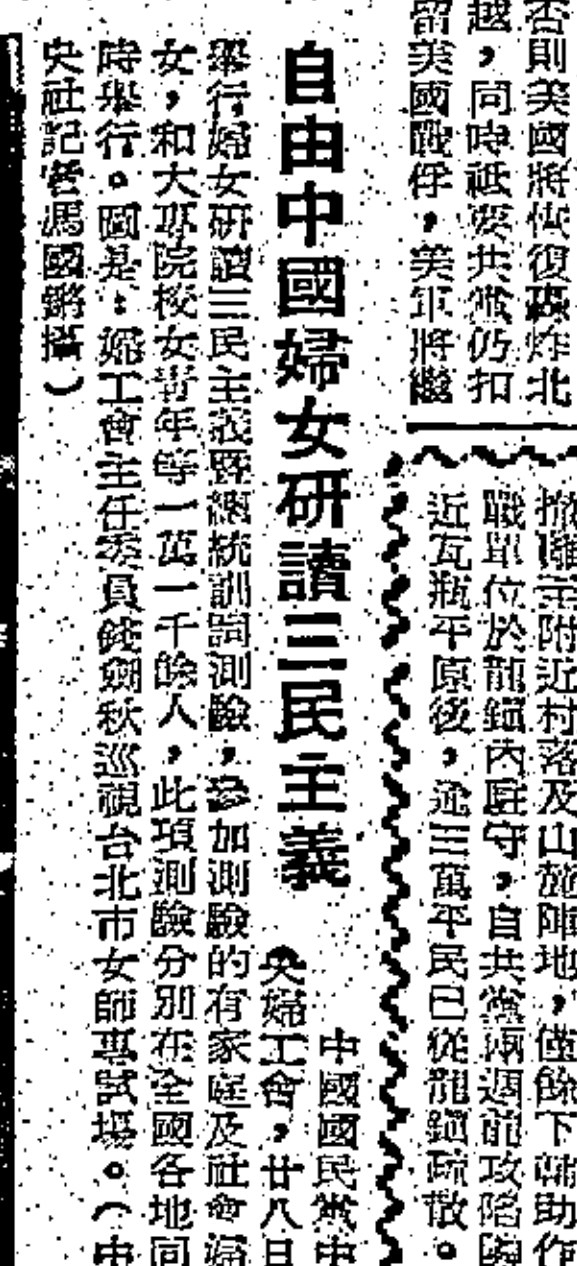 否則美國將恢復轟炸北
越，同時祗要共黨仍扣
留美國戰俘，美軍將繼
撤離至附近村落及山施陣地，僅餘下輔助作
戰單位於龍鎮內駐守，自共黨兩週前攻陷鄰
近瓦瓶平原後，逾三萬平民已從龍鎮疏散。
自由中國婦女研讀三民主義
中國國民黨中
央婦工會，廿八日
舉行婦女研讀三民主義暨總統訓詞測驗，參加測驗的有家庭及社會婦
女，和大專院校女青年等一萬一千餘人，此項測驗分別在全國各地同
時舉行。圖是：婦工會主任委員錢劍秋巡視台北市女師專試場。（中
央社記者馮國鏘攝）